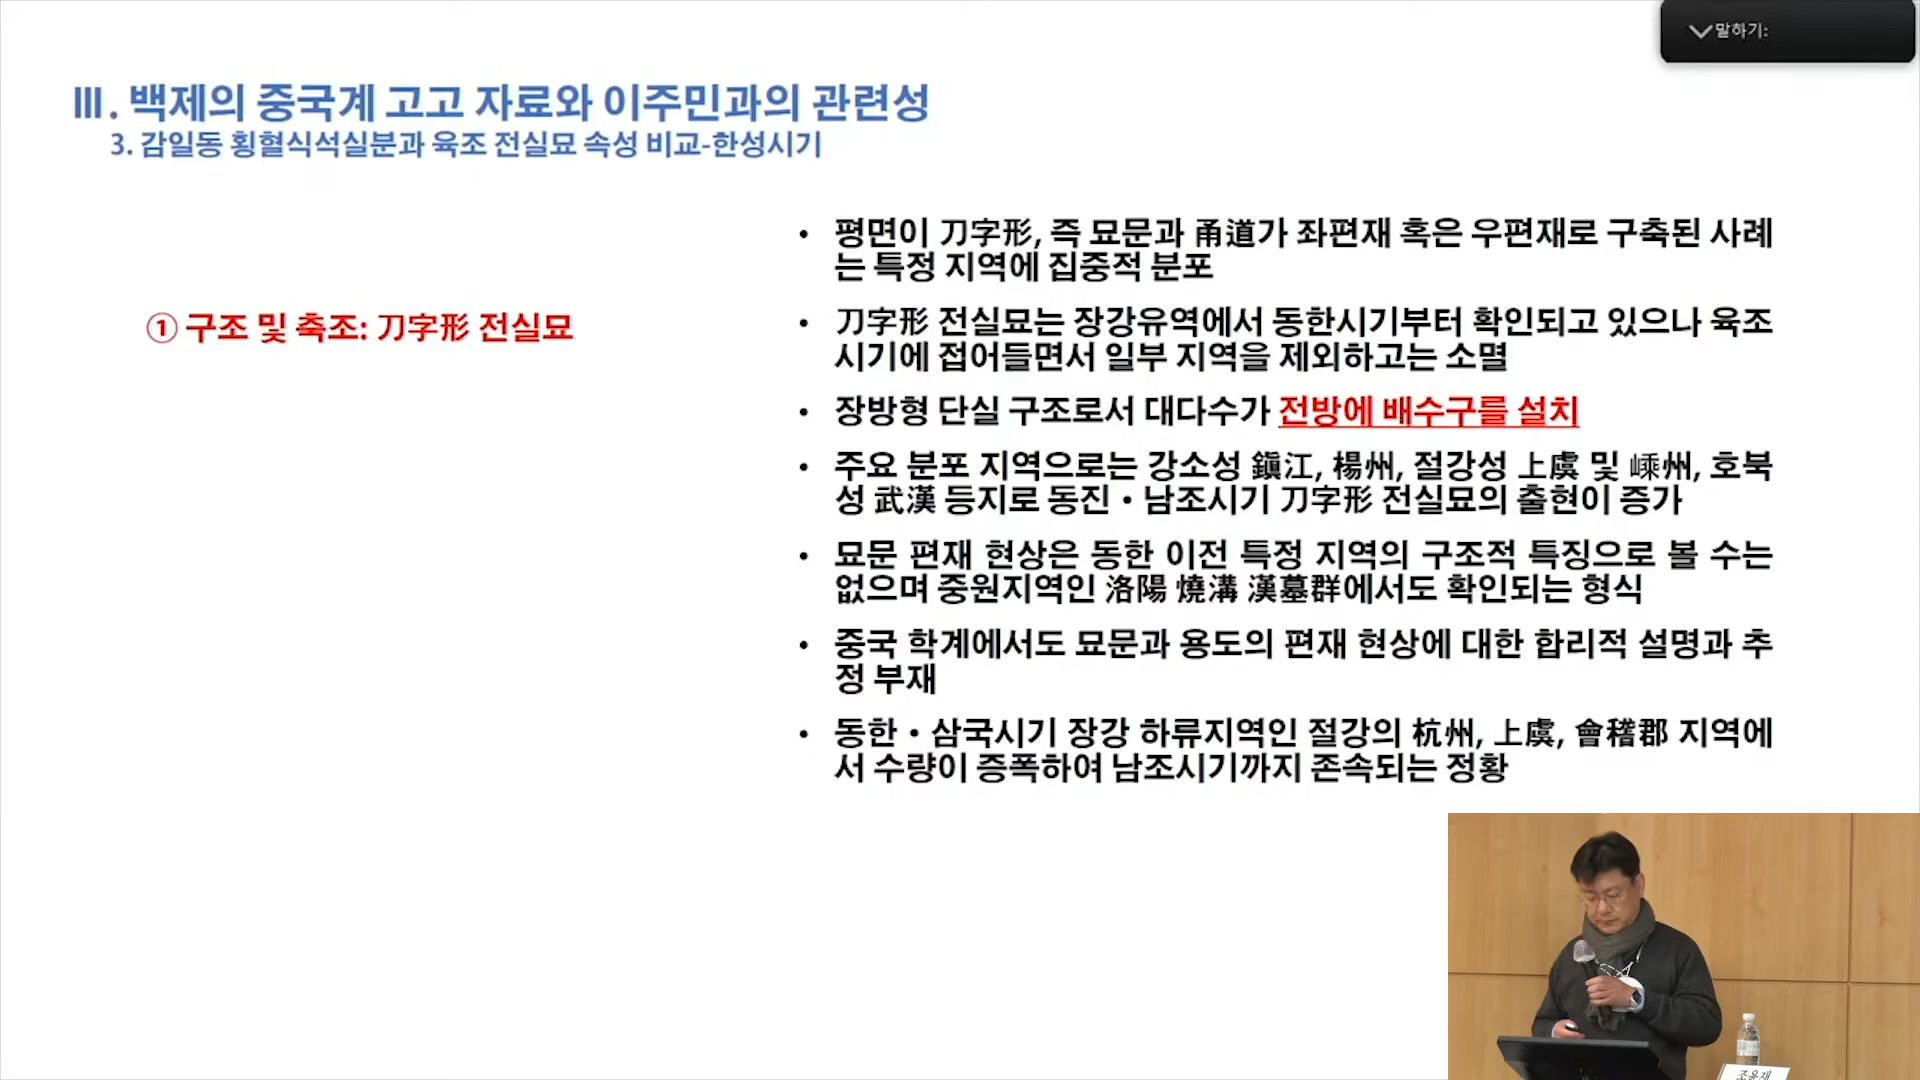 말하기:
Ⅲ. 백제의 중국계 고고 자료와 이주민과의 관련성
3. 감일동 횡혈식석실분과 육조 전실묘 속성 비교-한성시기
① 구조 및 축조: 刀字形 전실묘
• 평면이 刀字形, 즉 묘문과 甬道가 좌편재 혹은 우편재로 구축된 사례
는 특정 지역에 집중적 분포
• 刀字形 전실묘는 장강유역에서 동한시기부터 확인되고 있으나 육조
시기에 접어들면서 일부 지역을 제외하고는 소멸
• 장방형 단실 구조로서 대다수가 전방에 배수구를 설치
• 주요 분포 지역으로는 강소성 鎭江, 楊州, 절강성 上虞 및 嵊州, 호북
성 武漢 등지로 동진・남조시기 刀字形 전실묘의 출현이 증가
• 묘문 편재 현상은 동한 이전 특정 지역의 구조적 특징으로 볼 수는
없으며 중원지역인 洛陽 燒溝 漢墓群에서도 확인되는 형식
• 중국 학계에서도 묘문과 용도의 편재 현상에 대한 합리적 설명과 추
정 부재
• 동한・삼국시기 장강 하류지역인 절강의 杭州, 上虞, 會稽郡 지역에
서 수량이 증폭하여 남조시기까지 존속되는 정황
조윤재